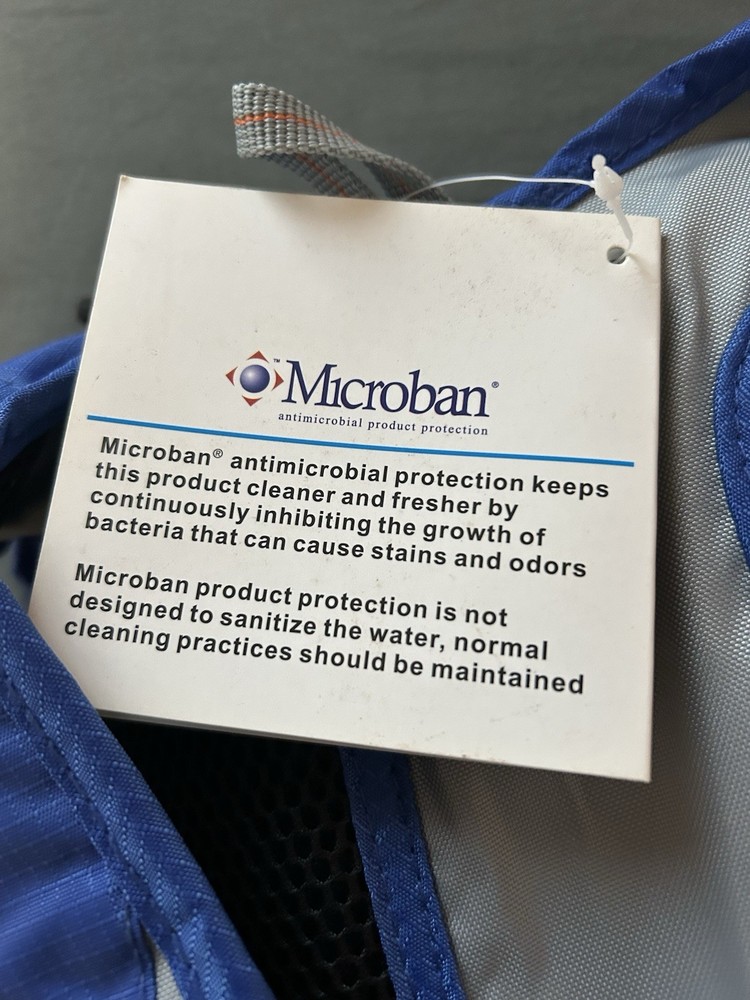 ™ Microban®
antimicrobial product protection
Microban® antimicrobial protection keeps
this product cleaner and fresher by
continuously inhibiting the growth of
bacteria that can cause stains and odors
Microban product protection is not
designed to sanitize the water, normal
cleaning practices should be maintained